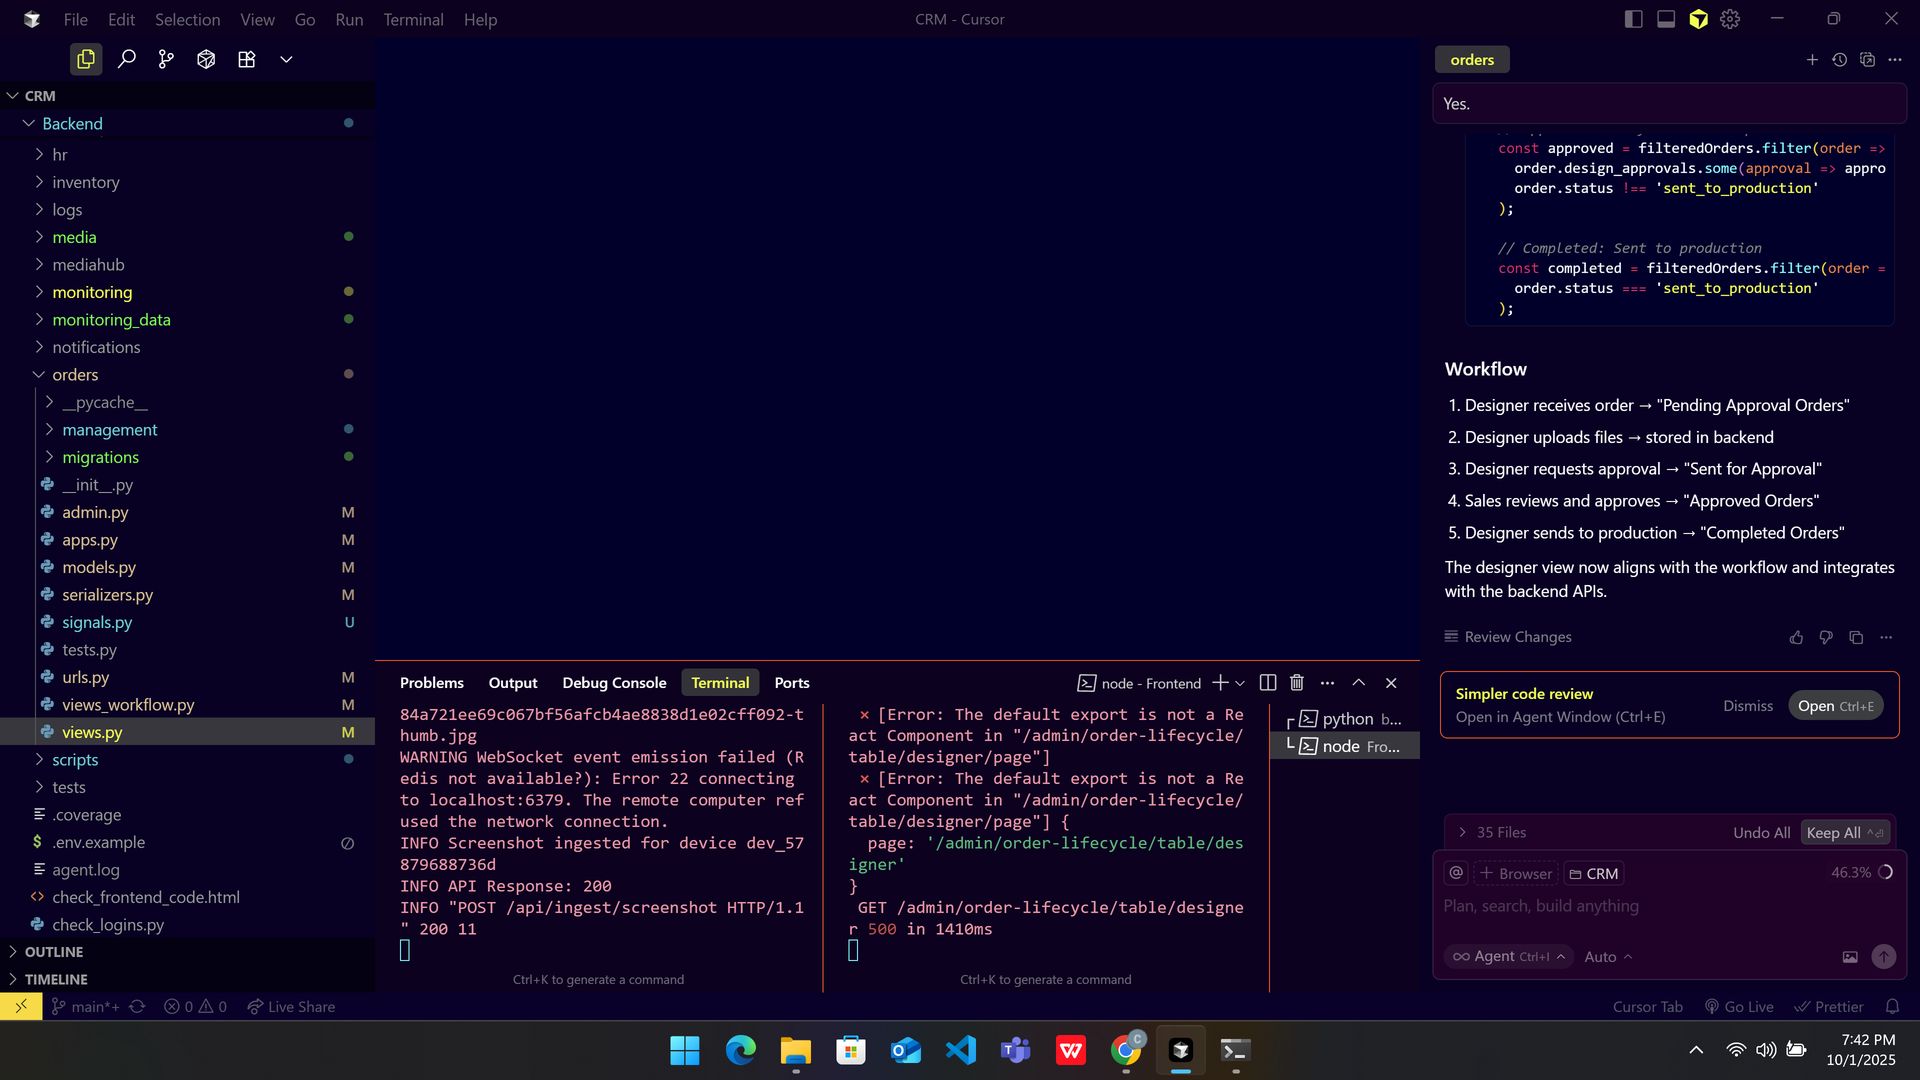 File Edit Selection View Go Run Terminal Help
CRM - Cursor
CRM
Backend
hr
inventory
logs
media
mediahub
monitoring
monitoring_data
notifications
orders
__pycache__
management
migrations
__init__.py
admin.py M
apps.py M
models.py M
serializers.py M
signals.py U
tests.py
urls.py M
views_workflow.py M
views.py M
scripts
tests
.coverage
.env.example
agent.log
check_frontend_code.html
check_logins.py
OUTLINE
TIMELINE
Problems Output Debug Console Terminal Ports
node - Frontend
84a721ee69c067bf56afcb4ae8838d1e02cff092-t
humb.jpg
WARNING WebSocket event emission failed (R
edis not available?): Error 22 connecting
to localhost:6379. The remote computer ref
used the network connection.
INFO Screenshot ingested for device dev_57
879688736d
INFO API Response: 200
INFO "POST /api/ingest/screenshot HTTP/1.1
" 200 11
Ctrl+K to generate a command
⨯ [Error: The default export is not a Re
act Component in "/admin/order-lifecycle/
table/designer/page"]
⨯ [Error: The default export is not a Re
act Component in "/admin/order-lifecycle/
table/designer/page"] {
page: '/admin/order-lifecycle/table/des
igner'
}
GET /admin/order-lifecycle/table/designe
r 500 in 1410ms
Ctrl+K to generate a command
python b...
node Fro...
orders
Yes.
const approved = filteredOrders.filter(order =>
order.design_approvals.some(approval => appro
order.status !== 'sent_to_production'
);
// Completed: Sent to production
const completed = filteredOrders.filter(order =
order.status === 'sent_to_production'
);
Workflow
1. Designer receives order → "Pending Approval Orders"
2. Designer uploads files → stored in backend
3. Designer requests approval → "Sent for Approval"
4. Sales reviews and approves → "Approved Orders"
5. Designer sends to production → "Completed Orders"
The designer view now aligns with the workflow and integrates
with the backend APIs.
Review Changes
Simpler code review
Open in Agent Window (Ctrl+E)
Dismiss
Open Ctrl+E
35 Files
Undo All
Keep All
@ + Browser CRM
46.3%
Plan, search, build anything
Agent Ctrl+I
Auto
main*+ 0 0 Live Share
Cursor Tab Go Live Prettier
C
7:42 PM
10/1/2025